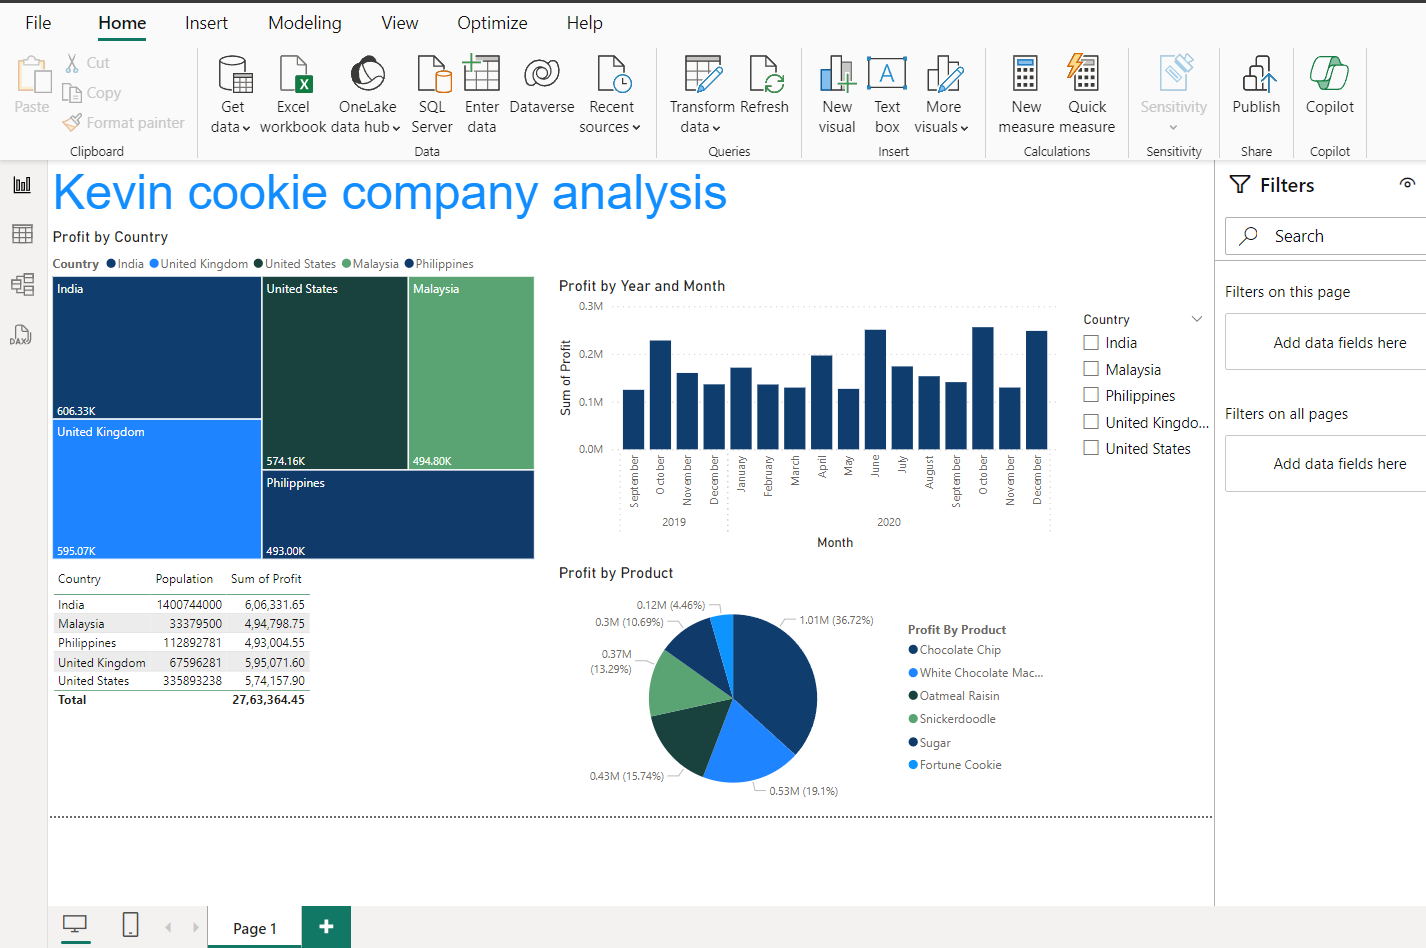 File Home Insert Modeling View Optimize Help
Paste
Cut
Copy
Format painter
Clipboard
Get data
Excel workbook
OneLake data hub
SQL Server
Enter data
Dataverse
Recent sources
Data
Transform data
Refresh
Queries
New visual
Text box
More visuals
Insert
New measure
Quick measure
Calculations
Sensitivity
Sensitivity
Publish
Share
Copilot
Copilot
Kevin cookie company analysis
Profit by Country
Country India United Kingdom United States Malaysia Philippines
India
606.33K
United Kingdom
595.07K
United States
574.16K
Malaysia
494.80K
Philippines
493.00K
Country Population Sum of Profit
India 1400744000 6,06,331.65
Malaysia 33379500 4,94,798.75
Philippines 112892781 4,93,004.55
United Kingdom 67596281 5,95,071.60
United States 335893238 5,74,157.90
Total 27,63,364.45
Profit by Year and Month
Sum of Profit
0.3M
0.2M
0.1M
0.0M
September October November December January February March April May June July August September October November December
2019 2020
Month
Country
India
Malaysia
Philippines
United Kingdo...
United States
Profit by Product
0.12M (4.46%)
0.3M (10.69%)
0.37M
(13.29%)
0.43M (15.74%)
1.01M (36.72%)
0.53M (19.1%)
Profit By Product
Chocolate Chip
White Chocolate Mac...
Oatmeal Raisin
Snickerdoodle
Sugar
Fortune Cookie
Filters
Search
Filters on this page
Add data fields here
Filters on all pages
Add data fields here
DAX
Page 1